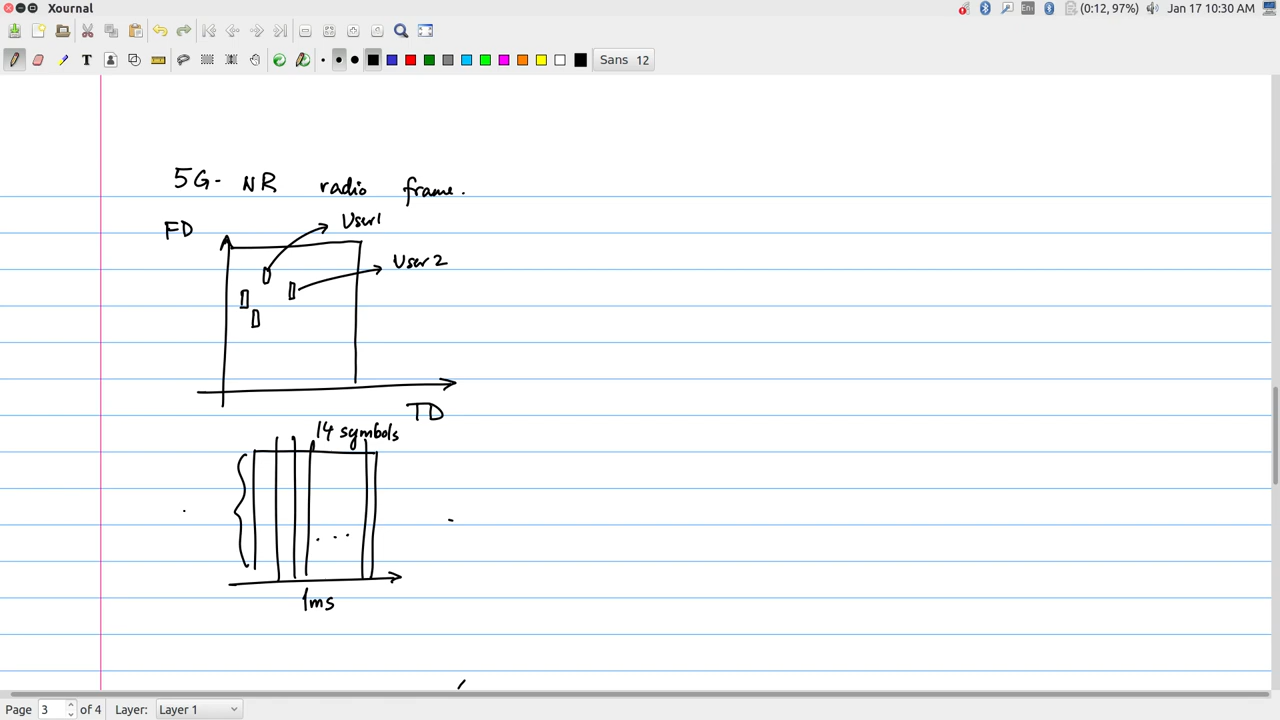 Xournal
En
(0:12, 97%)
Jan 17 10:30 AM
T
Sans 12
5G- NR radio frame.
FD
User1
User2
TD
14 symbols
...
1ms
Page 3 of 4 Layer: Layer 1